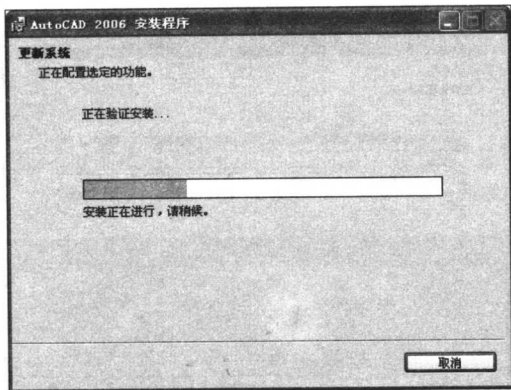 AutoCAD 2006 安装程序
更新系统
正在配置选定的功能。
正在验证安装...
安装正在进行，请稍候。
取消